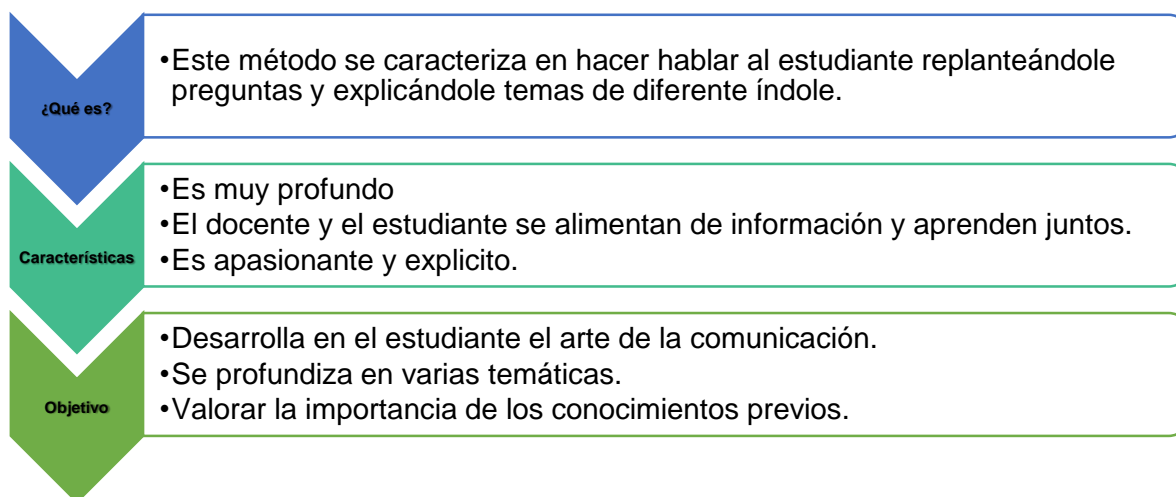 ¿Qué es?
•Este método se caracteriza en hacer hablar al estudiante replanteándole
preguntas y explicándole temas de diferente índole.
Características
•Es muy profundo
•El docente y el estudiante se alimentan de información y aprenden juntos.
•Es apasionante y explicito.
Objetivo
•Desarrolla en el estudiante el arte de la comunicación.
•Se profundiza en varias temáticas.
•Valorar la importancia de los conocimientos previos.